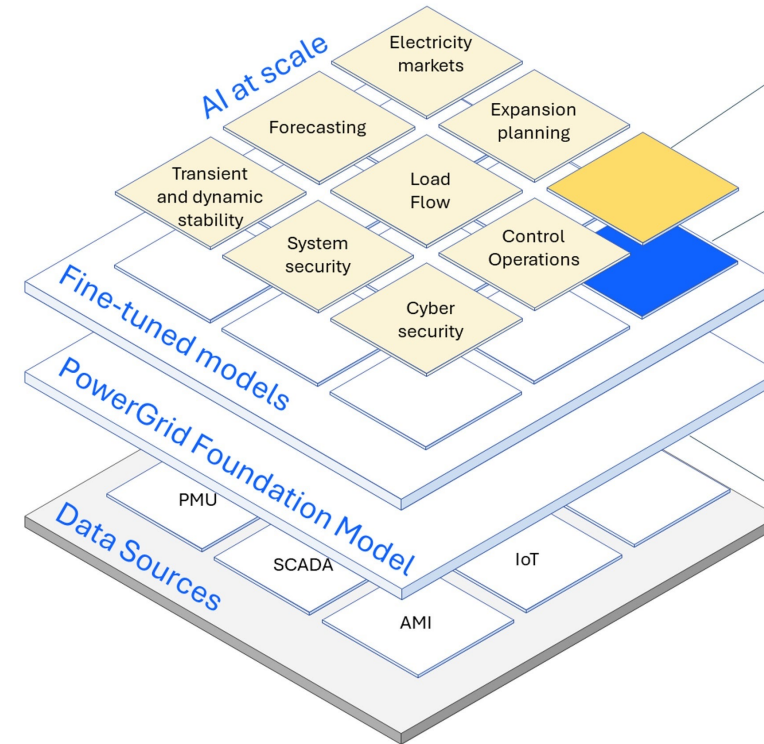 AI at scale
Electricity
markets
Forecasting
Expansion
planning
Transient
and dynamic
stability
Load
Flow
System
security
Control
Operations
Cyber
security
Fine-tuned models
PowerGrid Foundation Model
Data Sources
PMU
SCADA
IoT
AMI